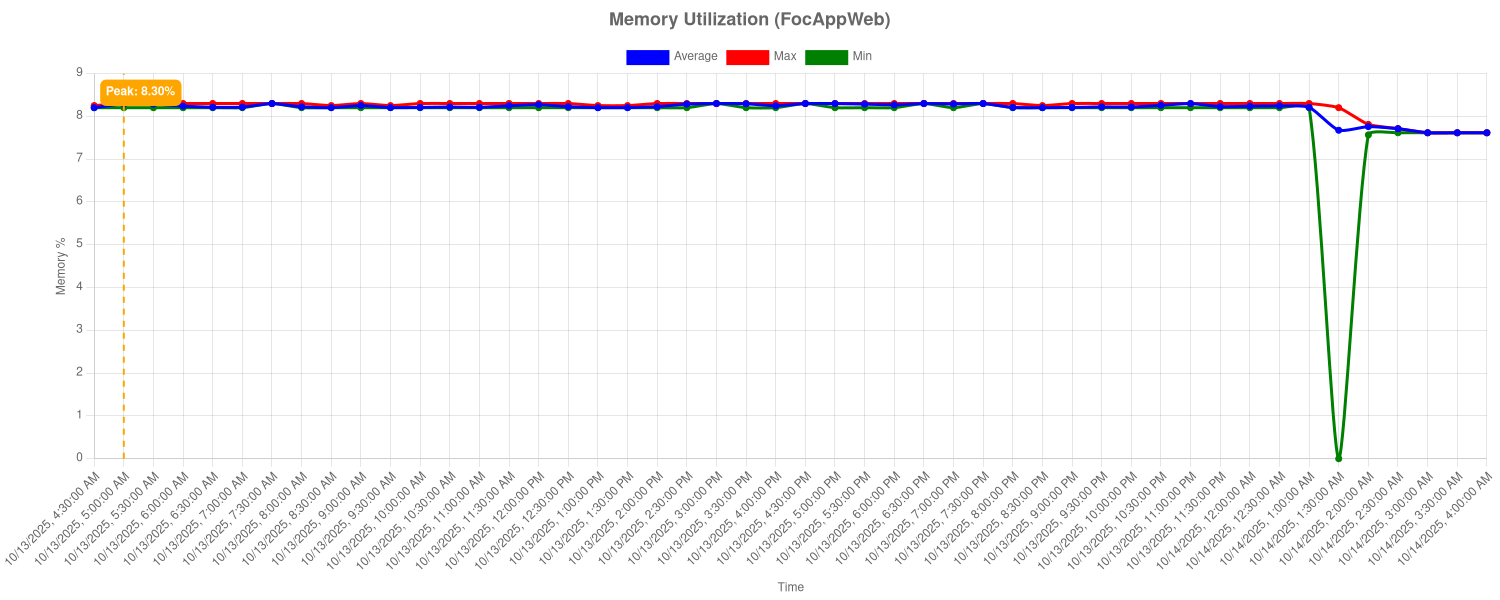 Memory Utilization (FocAppWeb)
Average Max Min
Peak: 8.30%
9
8
7
6
5
4
3
2
1
0
Memory %
10/13/2025, 4:30:00 AM
10/13/2025, 5:00:00 AM
10/13/2025, 5:30:00 AM
10/13/2025, 6:00:00 AM
10/13/2025, 6:30:00 AM
10/13/2025, 7:00:00 AM
10/13/2025, 7:30:00 AM
10/13/2025, 8:00:00 AM
10/13/2025, 8:30:00 AM
10/13/2025, 9:00:00 AM
10/13/2025, 9:30:00 AM
10/13/2025, 10:00:00 AM
10/13/2025, 10:30:00 AM
10/13/2025, 11:00:00 AM
10/13/2025, 11:30:00 AM
10/13/2025, 12:00:00 PM
10/13/2025, 12:30:00 PM
10/13/2025, 1:00:00 PM
10/13/2025, 1:30:00 PM
10/13/2025, 2:00:00 PM
10/13/2025, 2:30:00 PM
10/13/2025, 3:00:00 PM
10/13/2025, 3:30:00 PM
10/13/2025, 4:00:00 PM
10/13/2025, 4:30:00 PM
10/13/2025, 5:00:00 PM
10/13/2025, 5:30:00 PM
10/13/2025, 6:00:00 PM
10/13/2025, 6:30:00 PM
10/13/2025, 7:00:00 PM
10/13/2025, 7:30:00 PM
10/13/2025, 8:00:00 PM
10/13/2025, 8:30:00 PM
10/13/2025, 9:00:00 PM
10/13/2025, 9:30:00 PM
10/13/2025, 10:00:00 PM
10/13/2025, 10:30:00 PM
10/13/2025, 11:00:00 PM
10/13/2025, 11:30:00 PM
10/14/2025, 12:00:00 AM
10/14/2025, 12:30:00 AM
10/14/2025, 1:00:00 AM
10/14/2025, 1:30:00 AM
10/14/2025, 2:00:00 AM
10/14/2025, 2:30:00 AM
10/14/2025, 3:00:00 AM
10/14/2025, 3:30:00 AM
10/14/2025, 4:00:00 AM
Time